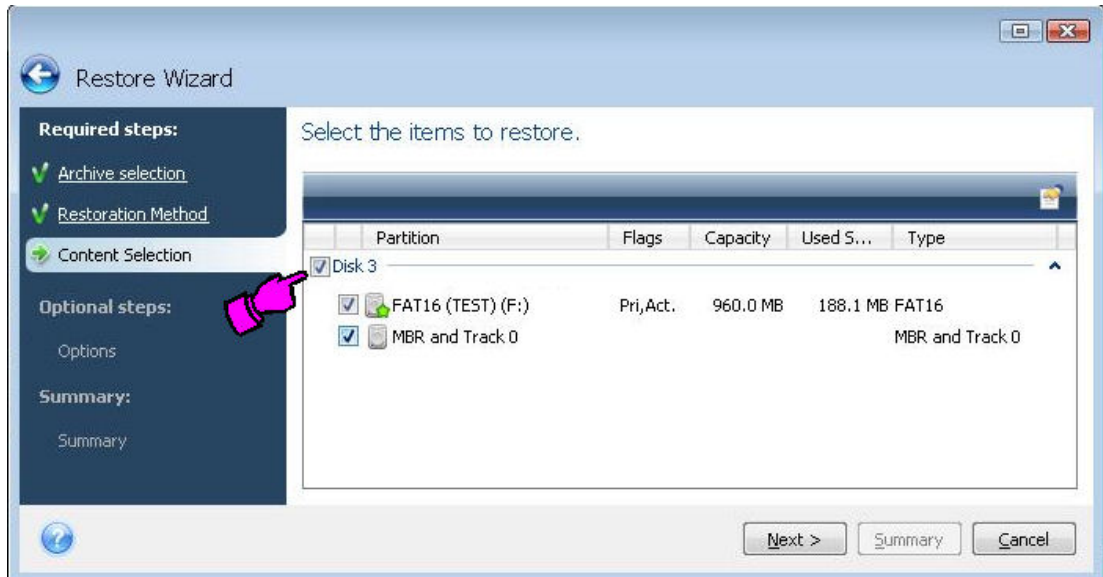 Restore Wizard
Required steps:
Archive selection
Restoration Method
Content Selection
Optional steps:
Options
Summary:
Summary
Select the items to restore.
Partition Flags Capacity Used S... Type
Disk 3
FAT16 (TEST) (F:) Pri,Act. 960.0 MB 188.1 MB FAT16
MBR and Track 0 MBR and Track 0
Next > Summary Cancel